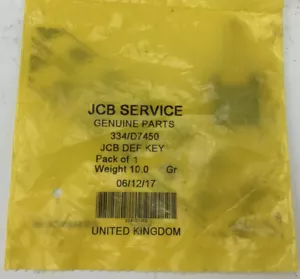 JCB SERVICE
GENUINE PARTS
334/D7450
JCB DEF KEY
Pack of 1
Weight 10.0 Gr
06/12/17
UNITED KINGDOM